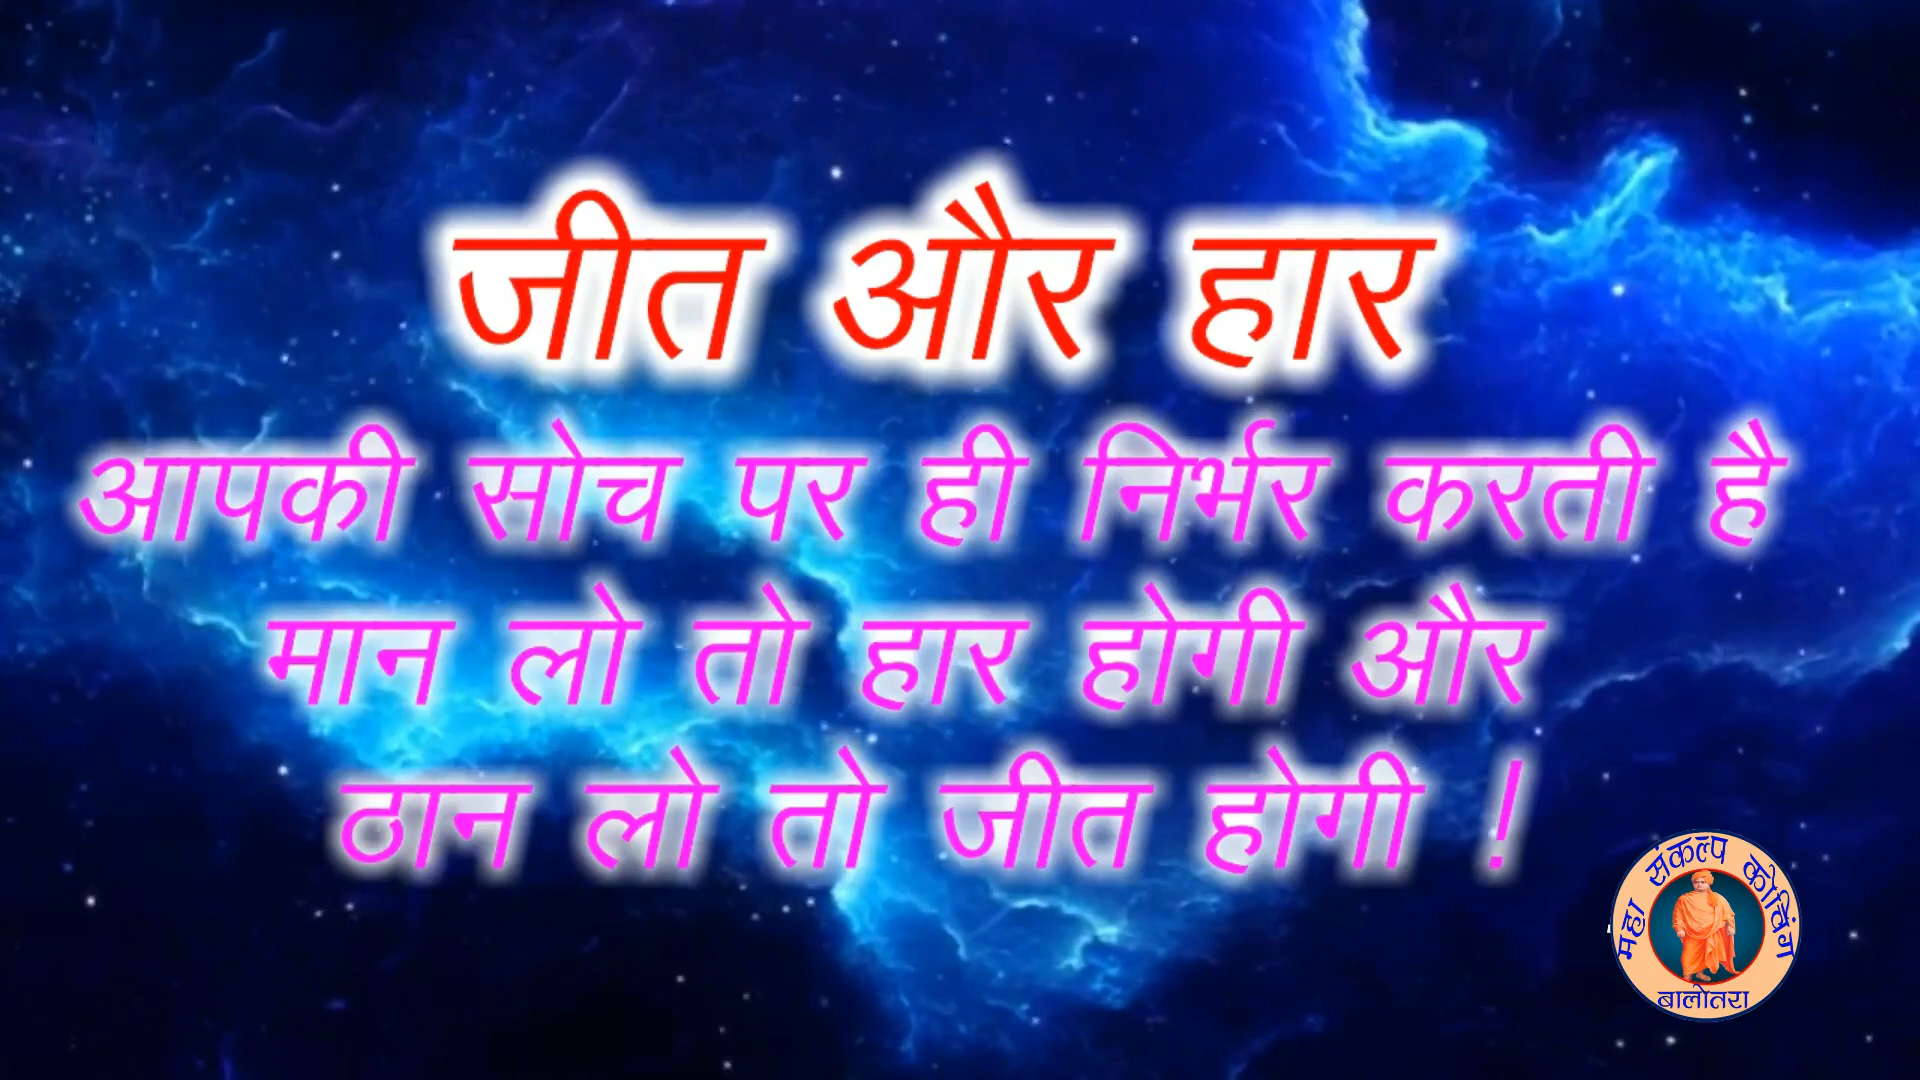 जीत और हार
आपकी सोच पर ही निर्भर करती है
मान लो तो हार होगी और
ठान लो तो जीत होगी !
महा संकल्प कोचिंग
बालोतरा